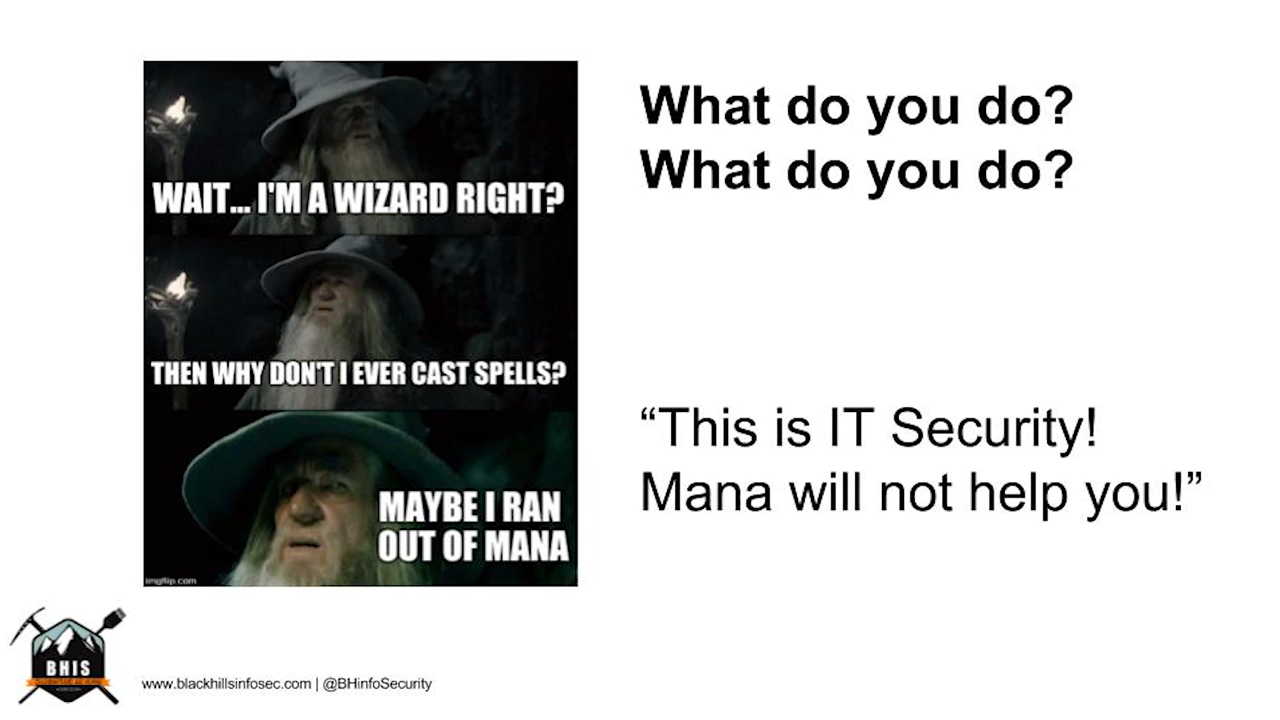 WAIT... I'M A WIZARD RIGHT?
THEN WHY DON'T I EVER CAST SPELLS?
MAYBE I RAN
OUT OF MANA
imgflip.com
What do you do?
What do you do?
“This is IT Security!
Mana will not help you!”
BHIS
www.blackhillsinfosec.com | @BHinfoSecurity